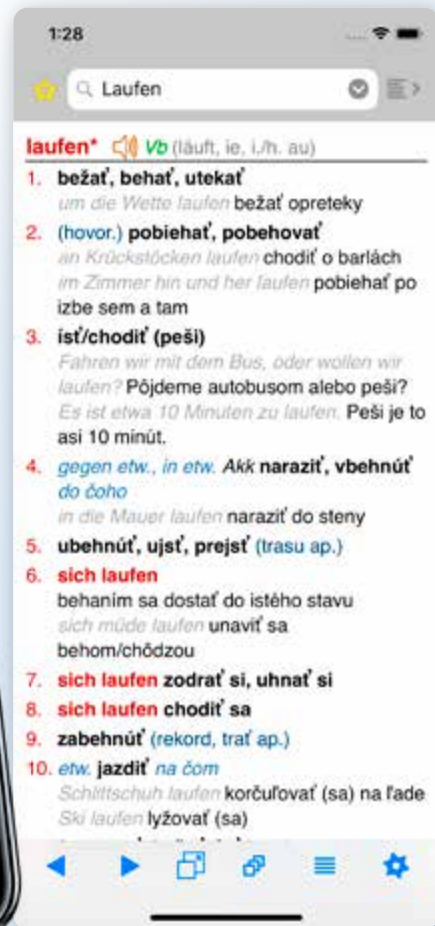 1:28
Laufen
laufen* Vb (läuft, ie, i./h. au)
1. bežať, behať, utekať
um die Wette laufen bežať opreteky
2. (hovor.) pobiehať, pobehovať
an Krückstöcken laufen chodiť o barlách
im Zimmer hin und her laufen pobiehať po
izbe sem a tam
3. ísť/chodiť (peši)
Fahren wir mit dem Bus, oder wollen wir
laufen? Pôjdeme autobusom alebo peši?
Es ist etwa 10 Minuten zu laufen. Peši je to
asi 10 minút.
4. gegen etw., in etw. Akk naraziť, vbehnúť
do čoho
in die Mauer laufen naraziť do steny
5. ubehnúť, ujsť, prejsť (trasu ap.)
6. sich laufen
behaním sa dostať do istého stavu
sich müde laufen unaviť sa
behom/chôdzou
7. sich laufen zodrať si, uhnať si
8. sich laufen chodiť sa
9. zabehnúť (rekord, trať ap.)
10. etw. jazdiť na čom
Schlittschuh laufen korčuľovať (sa) na ľade
Ski laufen lyžovať (sa)